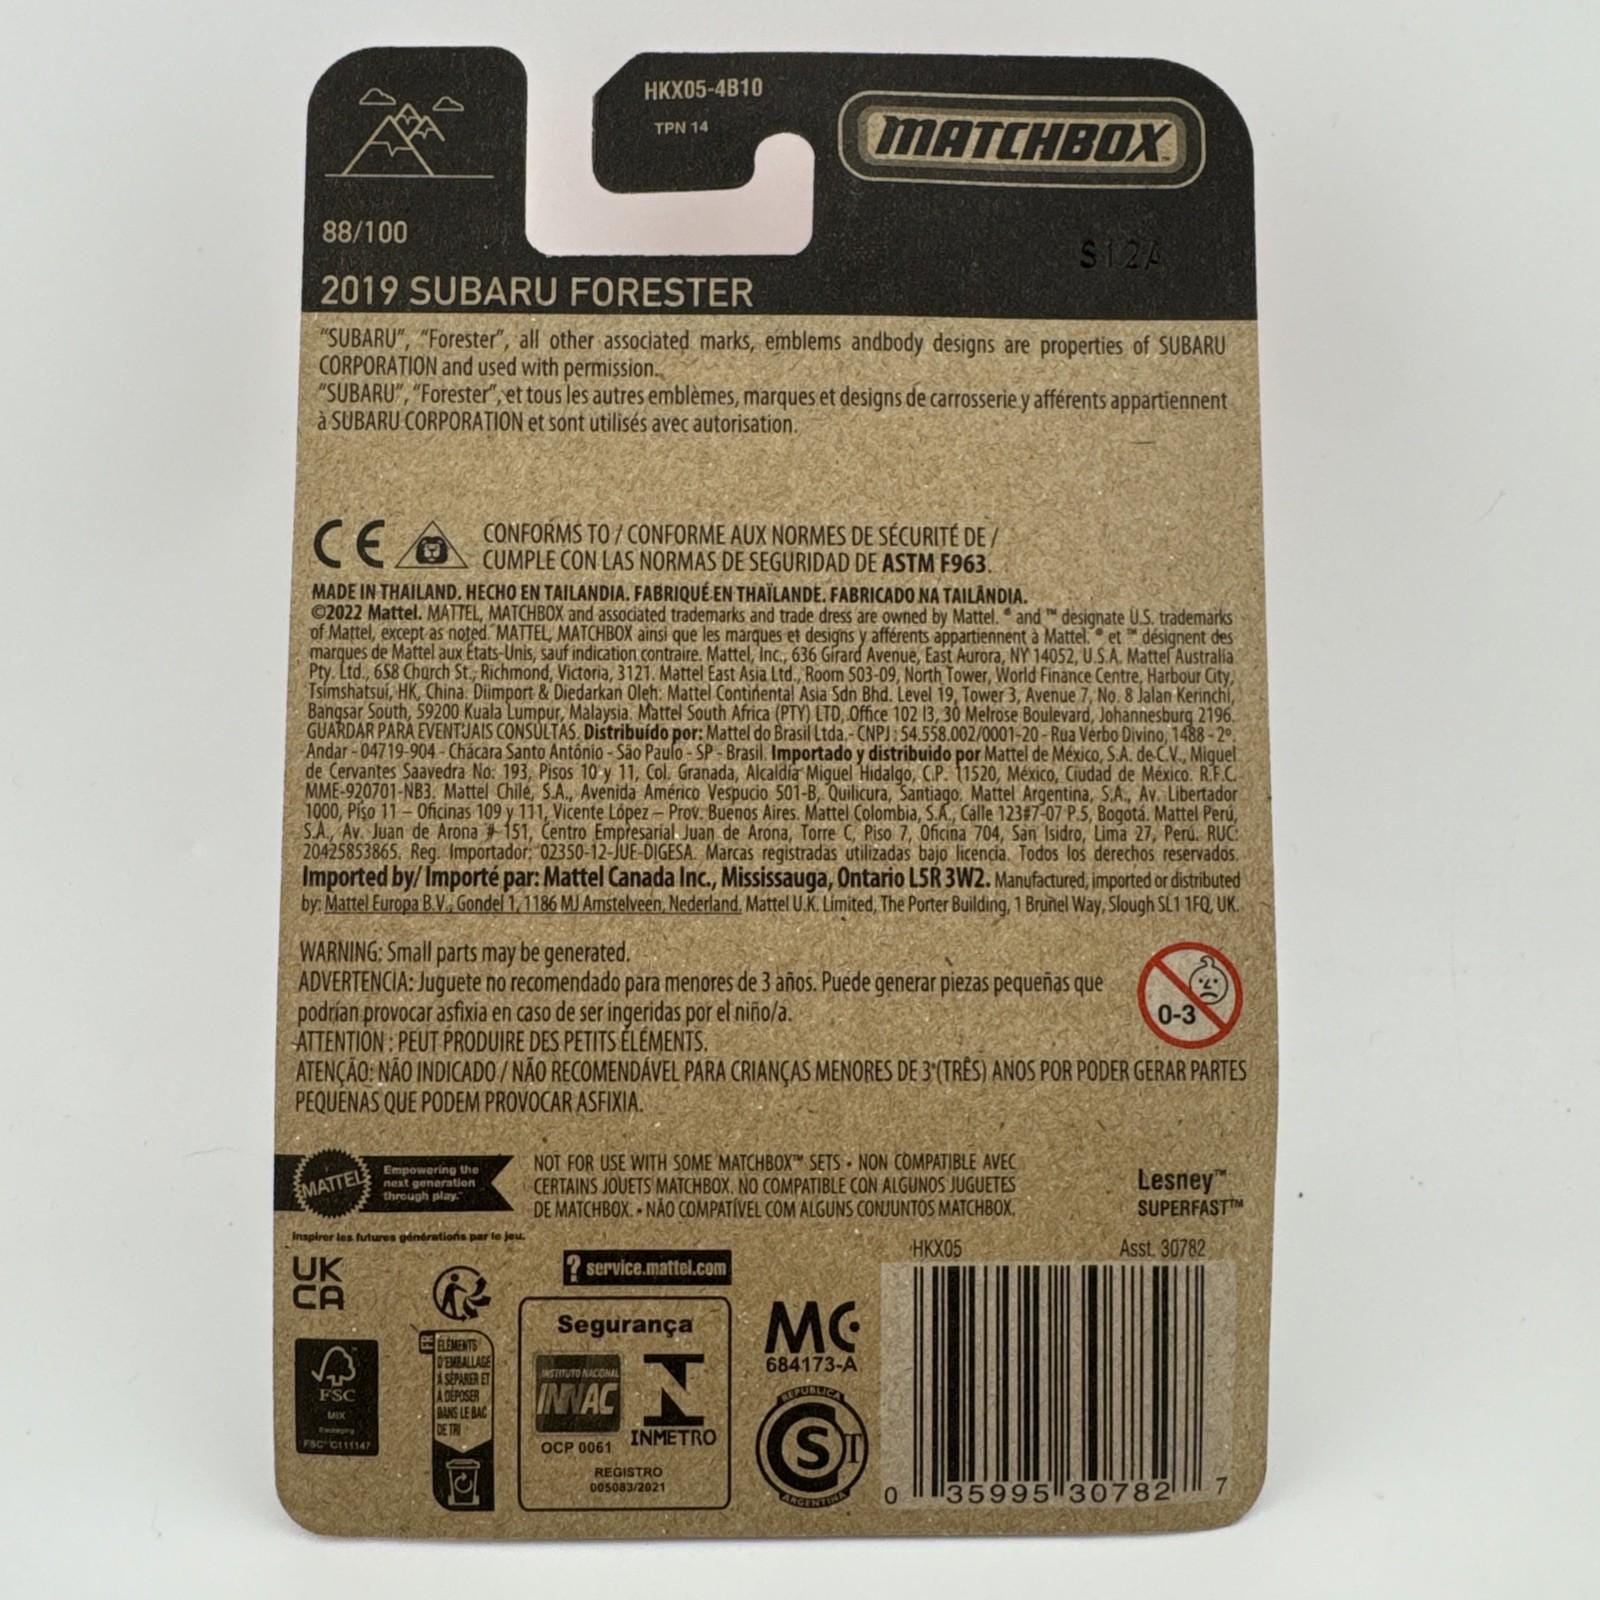 HKX05-4B10
TPN 14
MATCHBOX
88/100
S12A
2019 SUBARU FORESTER
"SUBARU", "Forester", all other associated marks, emblems andbody designs are properties of SUBARU
CORPORATION and used with permission.
"SUBARU", "Forester", et tous les autres emblèmes, marques et designs de carrosserie y afférents appartiennent
à SUBARU CORPORATION et sont utilisés avec autorisation.
CE
CONFORMS TO / CONFORME AUX NORMES DE SÉCURITÉ DE /
CUMPLE CON LAS NORMAS DE SEGURIDAD DE ASTM F963.
MADE IN THAILAND. HECHO EN TAILANDIA. FABRIQUÉ EN THAÏLANDE. FABRICADO NA TAILÂNDIA.
©2022 Mattel. MATTEL, MATCHBOX and associated trademarks and trade dress are owned by Mattel. ® and ™ designate U.S. trademarks
of Mattel, except as noted. MATTEL, MATCHBOX ainsi que les marques et designs y afférents appartiennent à Mattel. ® et ™ désignent des
marques de Mattel aux États-Unis, sauf indication contraire. Mattel, Inc., 636 Girard Avenue, East Aurora, NY 14052, U.S.A. Mattel Australia
Pty. Ltd., 658 Church St., Richmond, Victoria, 3121. Mattel East Asia Ltd., Room 503-09, North Tower, World Finance Centre, Harbour City,
Tsimshatsui, HK, China. Diimport & Diedarkan Oleh: Mattel Continental Asia Sdn Bhd. Level 19, Tower 3, Avenue 7, No. 8 Jalan Kerinchi,
Bangsar South, 59200 Kuala Lumpur, Malaysia. Mattel South Africa (PTY) LTD, Office 102 I3, 30 Melrose Boulevard, Johannesburg 2196.
GUARDAR PARA EVENTUAIS CONSULTAS. Distribuído por: Mattel do Brasil Ltda.- CNPJ : 54.558.002/0001-20 - Rua Verbo Divino, 1488 - 2º.
Andar - 04719-904 - Chácara Santo Antônio - São Paulo - SP - Brasil. Importado y distribuido por Mattel de México, S.A. de C.V., Miguel
de Cervantes Saavedra No. 193, Pisos 10 y 11, Col. Granada, Alcaldía Miguel Hidalgo, C.P. 11520, México, Ciudad de México. R.F.C.
MME-920701-NB3. Mattel Chile, S.A., Avenida Américo Vespucio 501-B, Quilicura, Santiago. Mattel Argentina, S.A., Av. Libertador
1000, Piso 11 – Oficinas 109 y 111, Vicente López – Prov. Buenos Aires. Mattel Colombia, S.A., Calle 123#7-07 P.5, Bogotá. Mattel Perú,
S.A., Av. Juan de Arona # 151, Centro Empresarial Juan de Arona, Torre C, Piso 7, Oficina 704, San Isidro, Lima 27, Perú. RUC:
20425853865. Reg. Importador: 02350-12-JUE-DIGESA. Marcas registradas utilizadas bajo licencia. Todos los derechos reservados.
Imported by/ Importé par: Mattel Canada Inc., Mississauga, Ontario L5R 3W2. Manufactured, imported or distributed
by: Mattel Europa B.V., Gondel 1, 1186 MJ Amstelveen, Nederland. Mattel U.K. Limited, The Porter Building, 1 Brunel Way, Slough SL1 1FQ, UK.
WARNING: Small parts may be generated.
ADVERTENCIA: Juguete no recomendado para menores de 3 años. Puede generar piezas pequeñas que
podrían provocar asfixia en caso de ser ingeridas por el niño/a.
ATTENTION : PEUT PRODUIRE DES PETITS ÉLÉMENTS.
ATENÇÃO: NÃO INDICADO / NÃO RECOMENDÁVEL PARA CRIANÇAS MENORES DE 3 (TRÊS) ANOS POR PODER GERAR PARTES
PEQUENAS QUE PODEM PROVOCAR ASFIXIA.
0-3
MATTEL
Empowering the
next generation
through play.™
Inspirer les futures générations par le jeu.
NOT FOR USE WITH SOME MATCHBOX™ SETS • NON COMPATIBLE AVEC
CERTAINS JOUETS MATCHBOX. NO COMPATIBLE CON ALGUNOS JUGUETES
DE MATCHBOX. • NÃO COMPATÍVEL COM ALGUNS CONJUNTOS MATCHBOX.
Lesney™
SUPERFAST™
HKX05 Asst. 30782
UK
CA
? service.mattel.com
FSC
MIX
Packaging
FSC® C111147
FR
ÉLÉMENTS
D'EMBALLAGE
À SÉPARER ET
À DÉPOSER
DANS LE BAC
DE TRI
Segurança
INSTITUTO NACIONAL
INNAC
OCP 0061
INMETRO
REGISTRO
005083/2021
MC
684173-A
REPUBLICA
S T
ARGENTINA
0 35995 30782 7